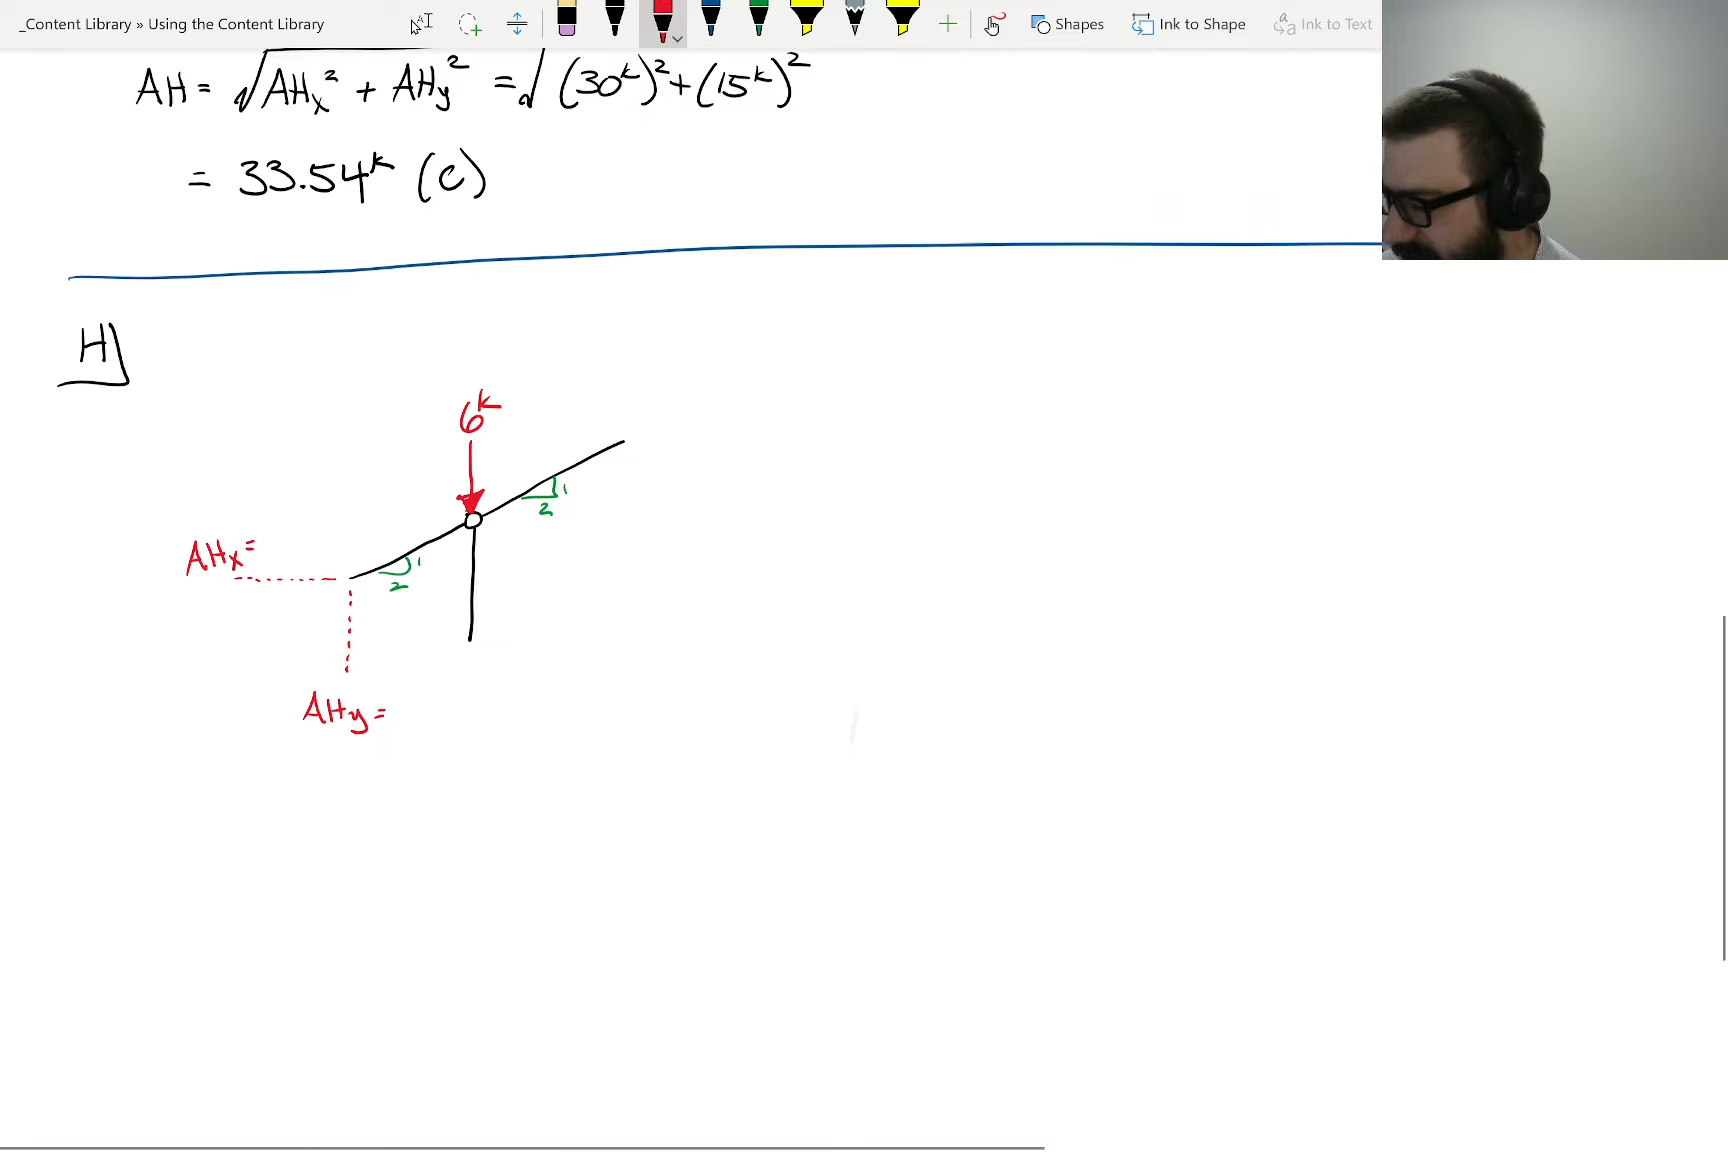 _Content Library » Using the Content Library
Shapes
Ink to Shape
Ink to Text
AH = √AHx² + AHy² = √(30ᵏ)² + (15ᵏ)²
= 33.54ᵏ (C)
H
6ᵏ
1
2
AHx =
1
2
AHy =